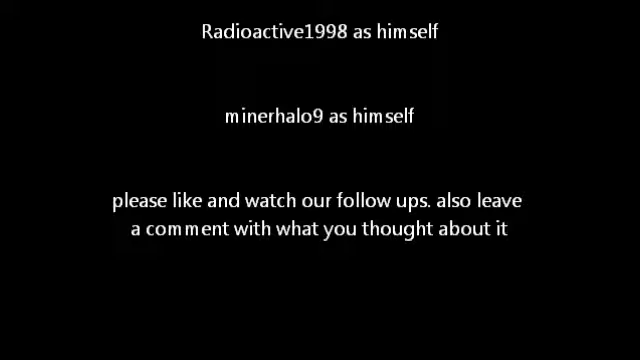 Radioactive1998 as himself
minerhalo9 as himself
please like and watch our follow ups. also leave
a comment with what you thought about it